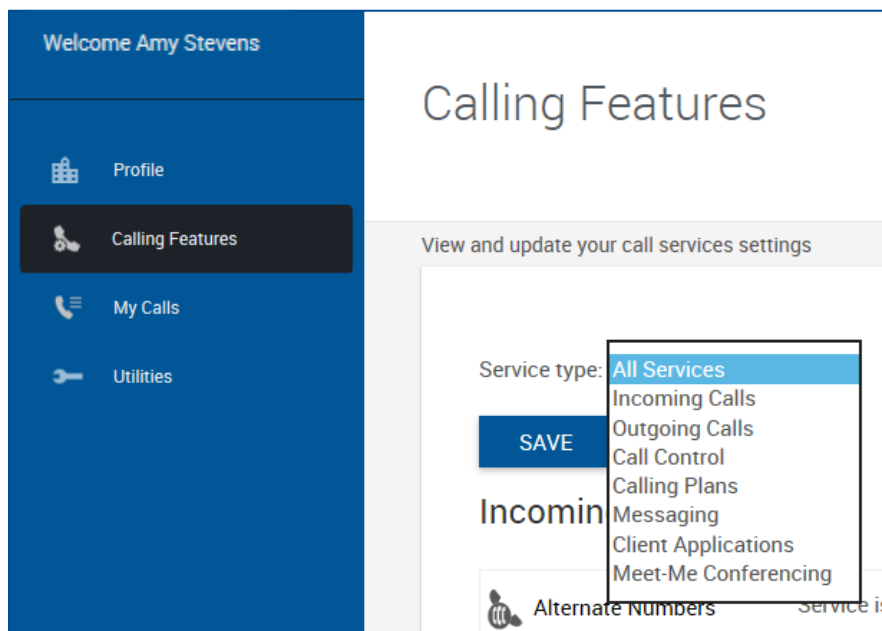 Welcome Amy Stevens
Calling Features
Profile
Calling Features
View and update your call services settings
My Calls
Service type: All Services
Utilities
Incoming Calls
Outgoing Calls
SAVE
Call Control
Calling Plans
Incomin
Messaging
Client Applications
Meet-Me Conferencing
Alternate Numbers Service is